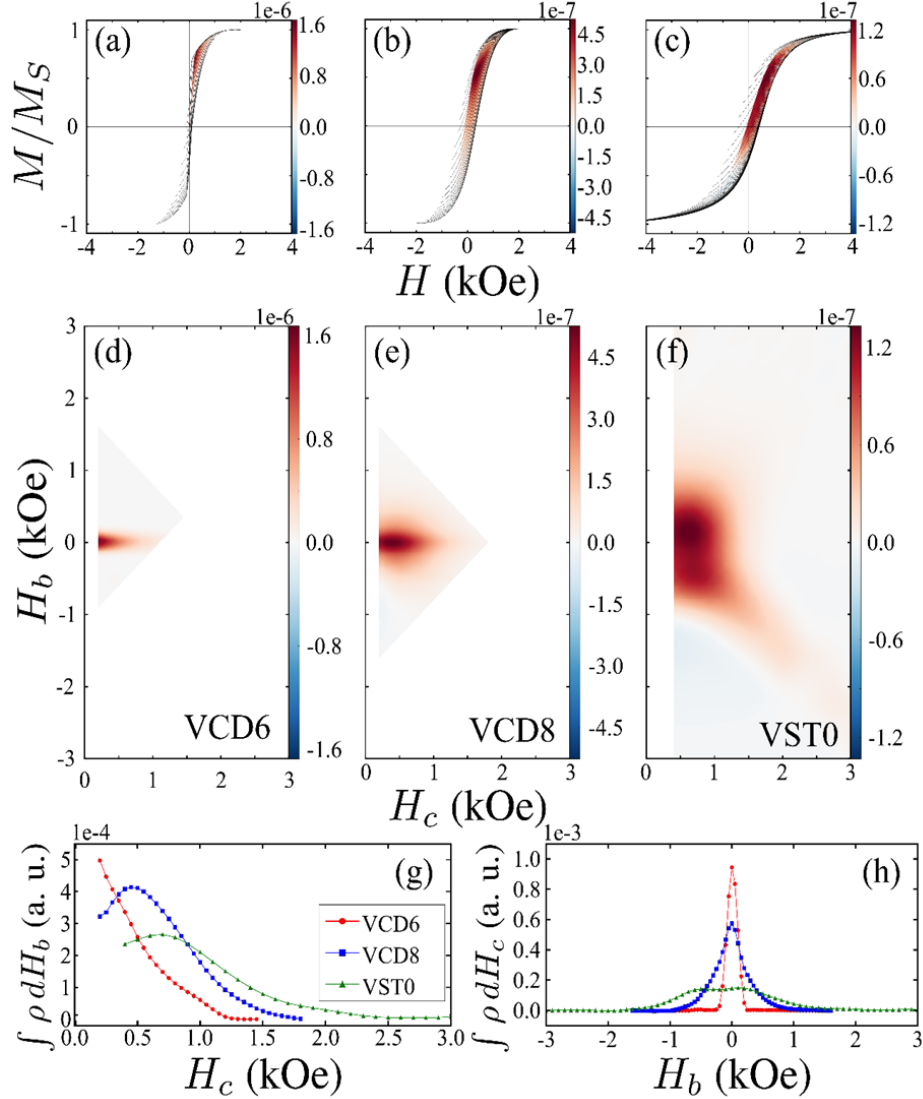 1e-6
1e-7
1e-7
(a)
(b)
(c)
M/M_S
1
0
-1
1.6
0.8
0.0
-0.8
-1.6
4.5
3.0
1.5
0.0
-1.5
-3.0
-4.5
1.2
0.6
0.0
-0.6
-1.2
-4 -2 0 2 4
-4 -2 0 2 4
-4 -2 0 2 4
H (kOe)
1e-6
1e-7
1e-7
(d)
(e)
(f)
H_b (kOe)
3
2
1
0
-1
-2
-3
1.6
0.8
0.0
-0.8
-1.6
4.5
3.0
1.5
0.0
-1.5
-3.0
-4.5
1.2
0.6
0.0
-0.6
-1.2
VCD6
VCD8
VST0
0 1 2 3
0 1 2 3
0 1 2 3
H_c (kOe)
1e-4
(g)
∫ ρ dH_b (a. u.)
5
4
3
2
1
0
VCD6
VCD8
VST0
0.0 0.5 1.0 1.5 2.0 2.5 3.0
H_c (kOe)
1e-3
(h)
∫ ρ dH_c (a. u.)
1.0
0.8
0.6
0.4
0.2
0.0
-3 -2 -1 0 1 2 3
H_b (kOe)